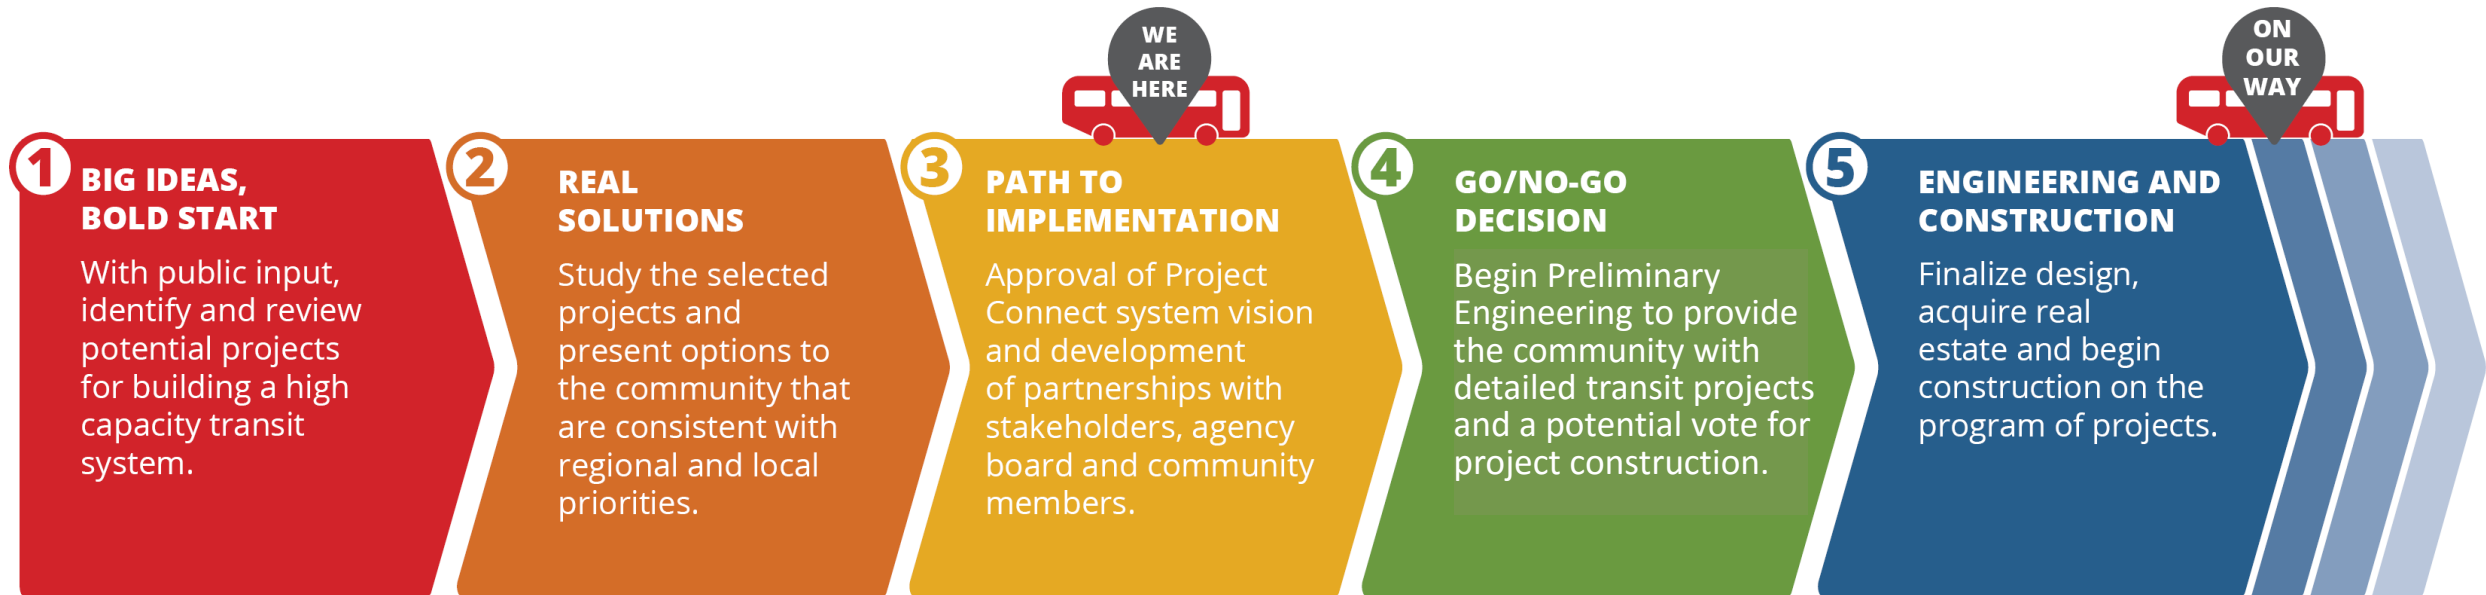 WE
ARE
HERE
ON
OUR
WAY
1
BIG IDEAS,
BOLD START
With public input,
identify and review
potential projects
for building a high
capacity transit
system.
2
REAL
SOLUTIONS
Study the selected
projects and
present options to
the community that
are consistent with
regional and local
priorities.
3
PATH TO
IMPLEMENTATION
Approval of Project
Connect system vision
and development
of partnerships with
stakeholders, agency
board and community
members.
4
GO/NO-GO
DECISION
Begin Preliminary
Engineering to provide
the community with
detailed transit projects
and a potential vote for
project construction.
5
ENGINEERING AND
CONSTRUCTION
Finalize design,
acquire real
estate and begin
construction on the
program of projects.